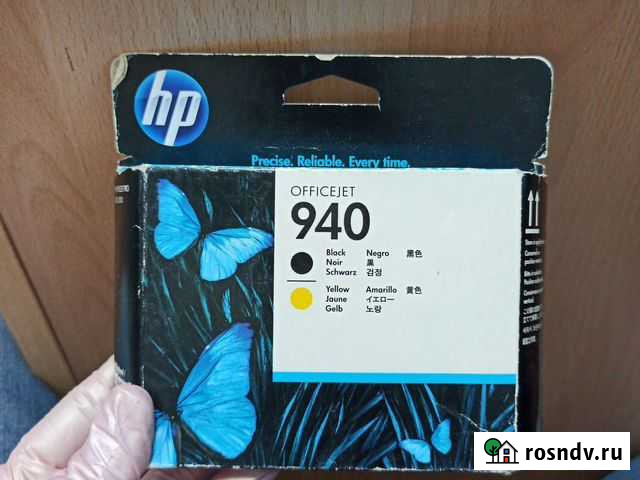 hp
Precise. Reliable. Every time.
OFFICEJET
940
Black Negro 黑色
Noir 黒
Schwarz 검정
Yellow Amarillo 黄色
Jaune イエロー
Gelb 노랑
rosndv.ru